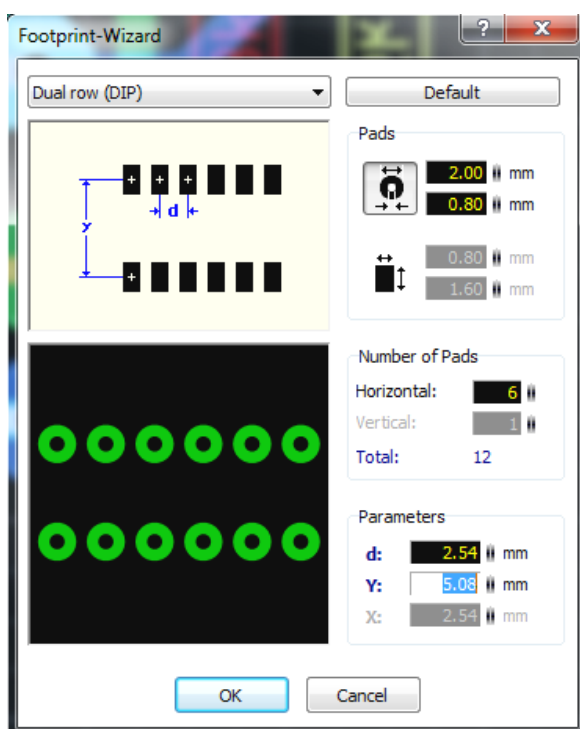 Footprint-Wizard
?
X
Dual row (DIP)
Default
Pads
2.00 mm
0.80 mm
0.80 mm
1.60 mm
y
d
Number of Pads
Horizontal: 6
Vertical: 1
Total: 12
Parameters
d: 2.54 mm
Y: 5.08 mm
X: 2.54 mm
OK
Cancel